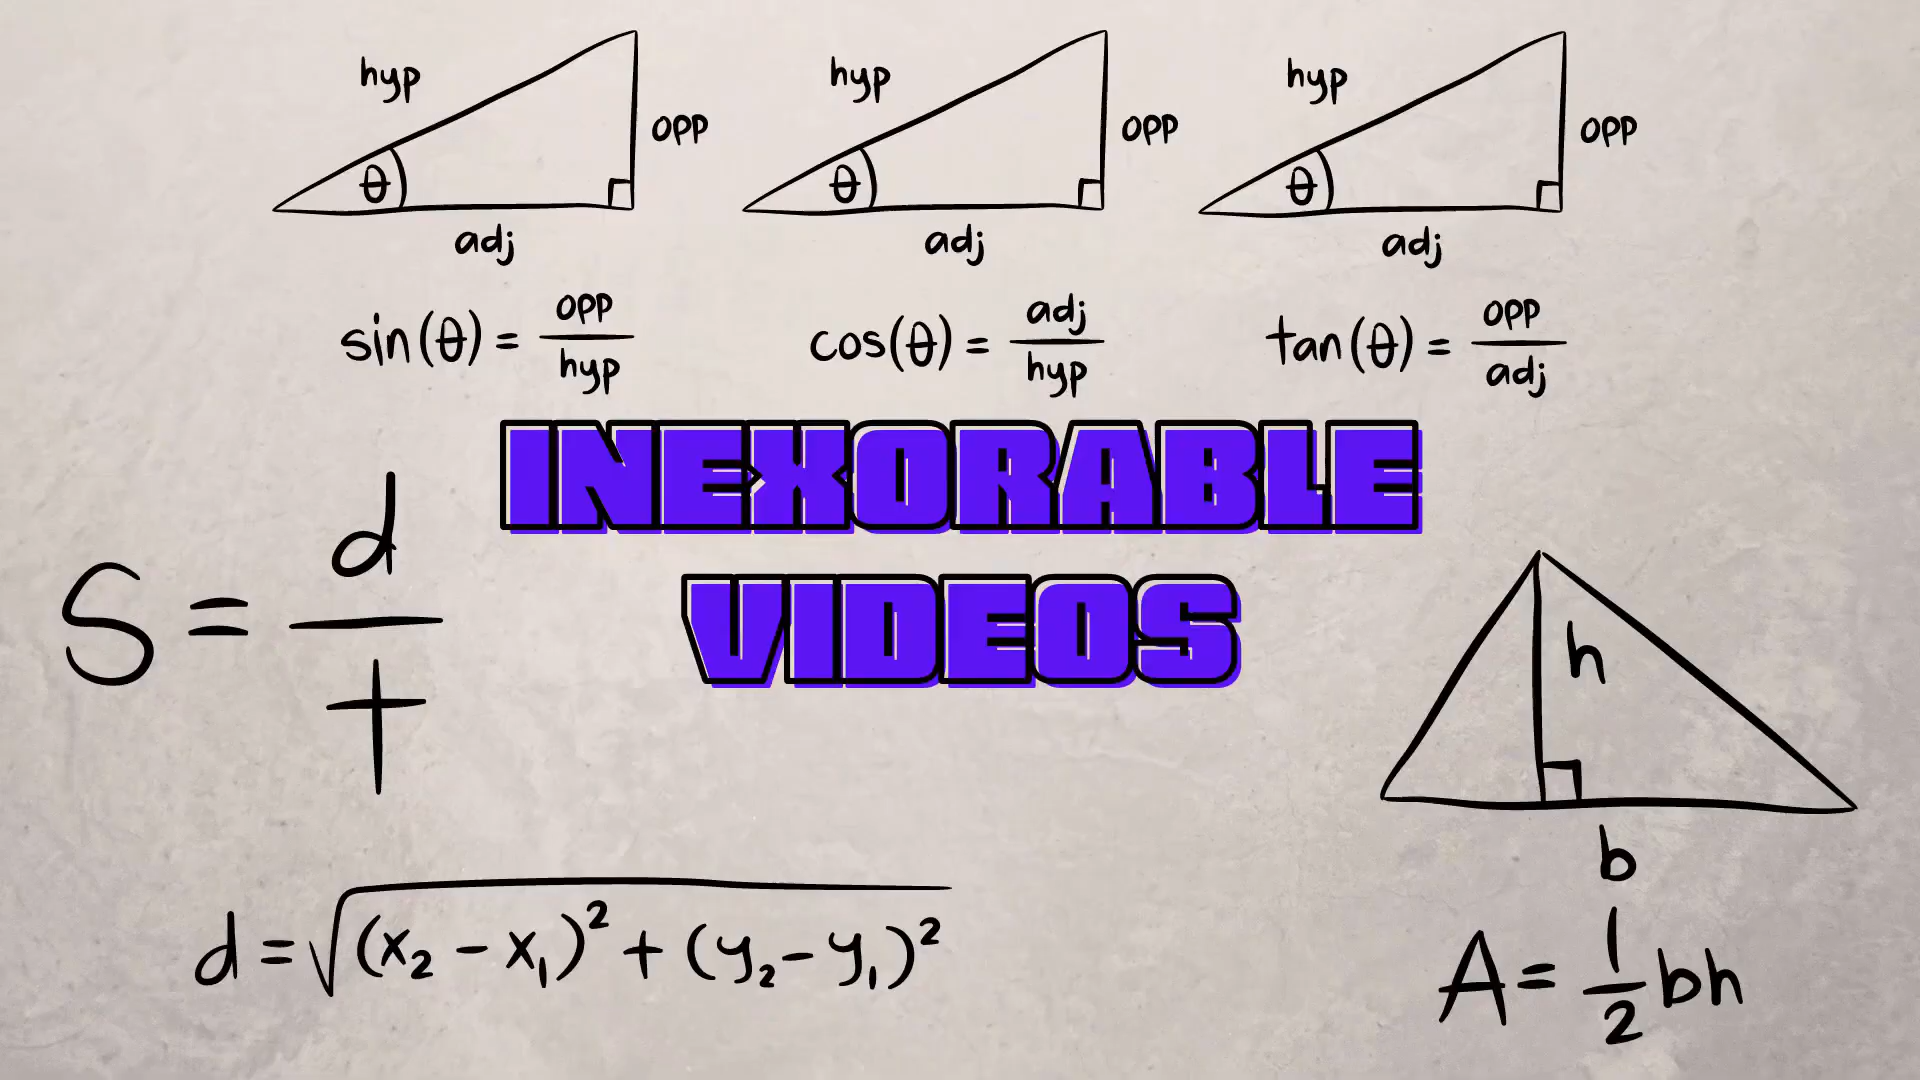 hyp
opp
θ
adj
hyp
opp
θ
adj
hyp
opp
θ
adj
sin(θ) = opp/hyp
cos(θ) = adj/hyp
tan(θ) = opp/adj
INEXORABLE
VIDEOS
S = d/t
h
b
d = √(x₂ - x₁)² + (y₂ - y₁)²
A = 1/2 bh